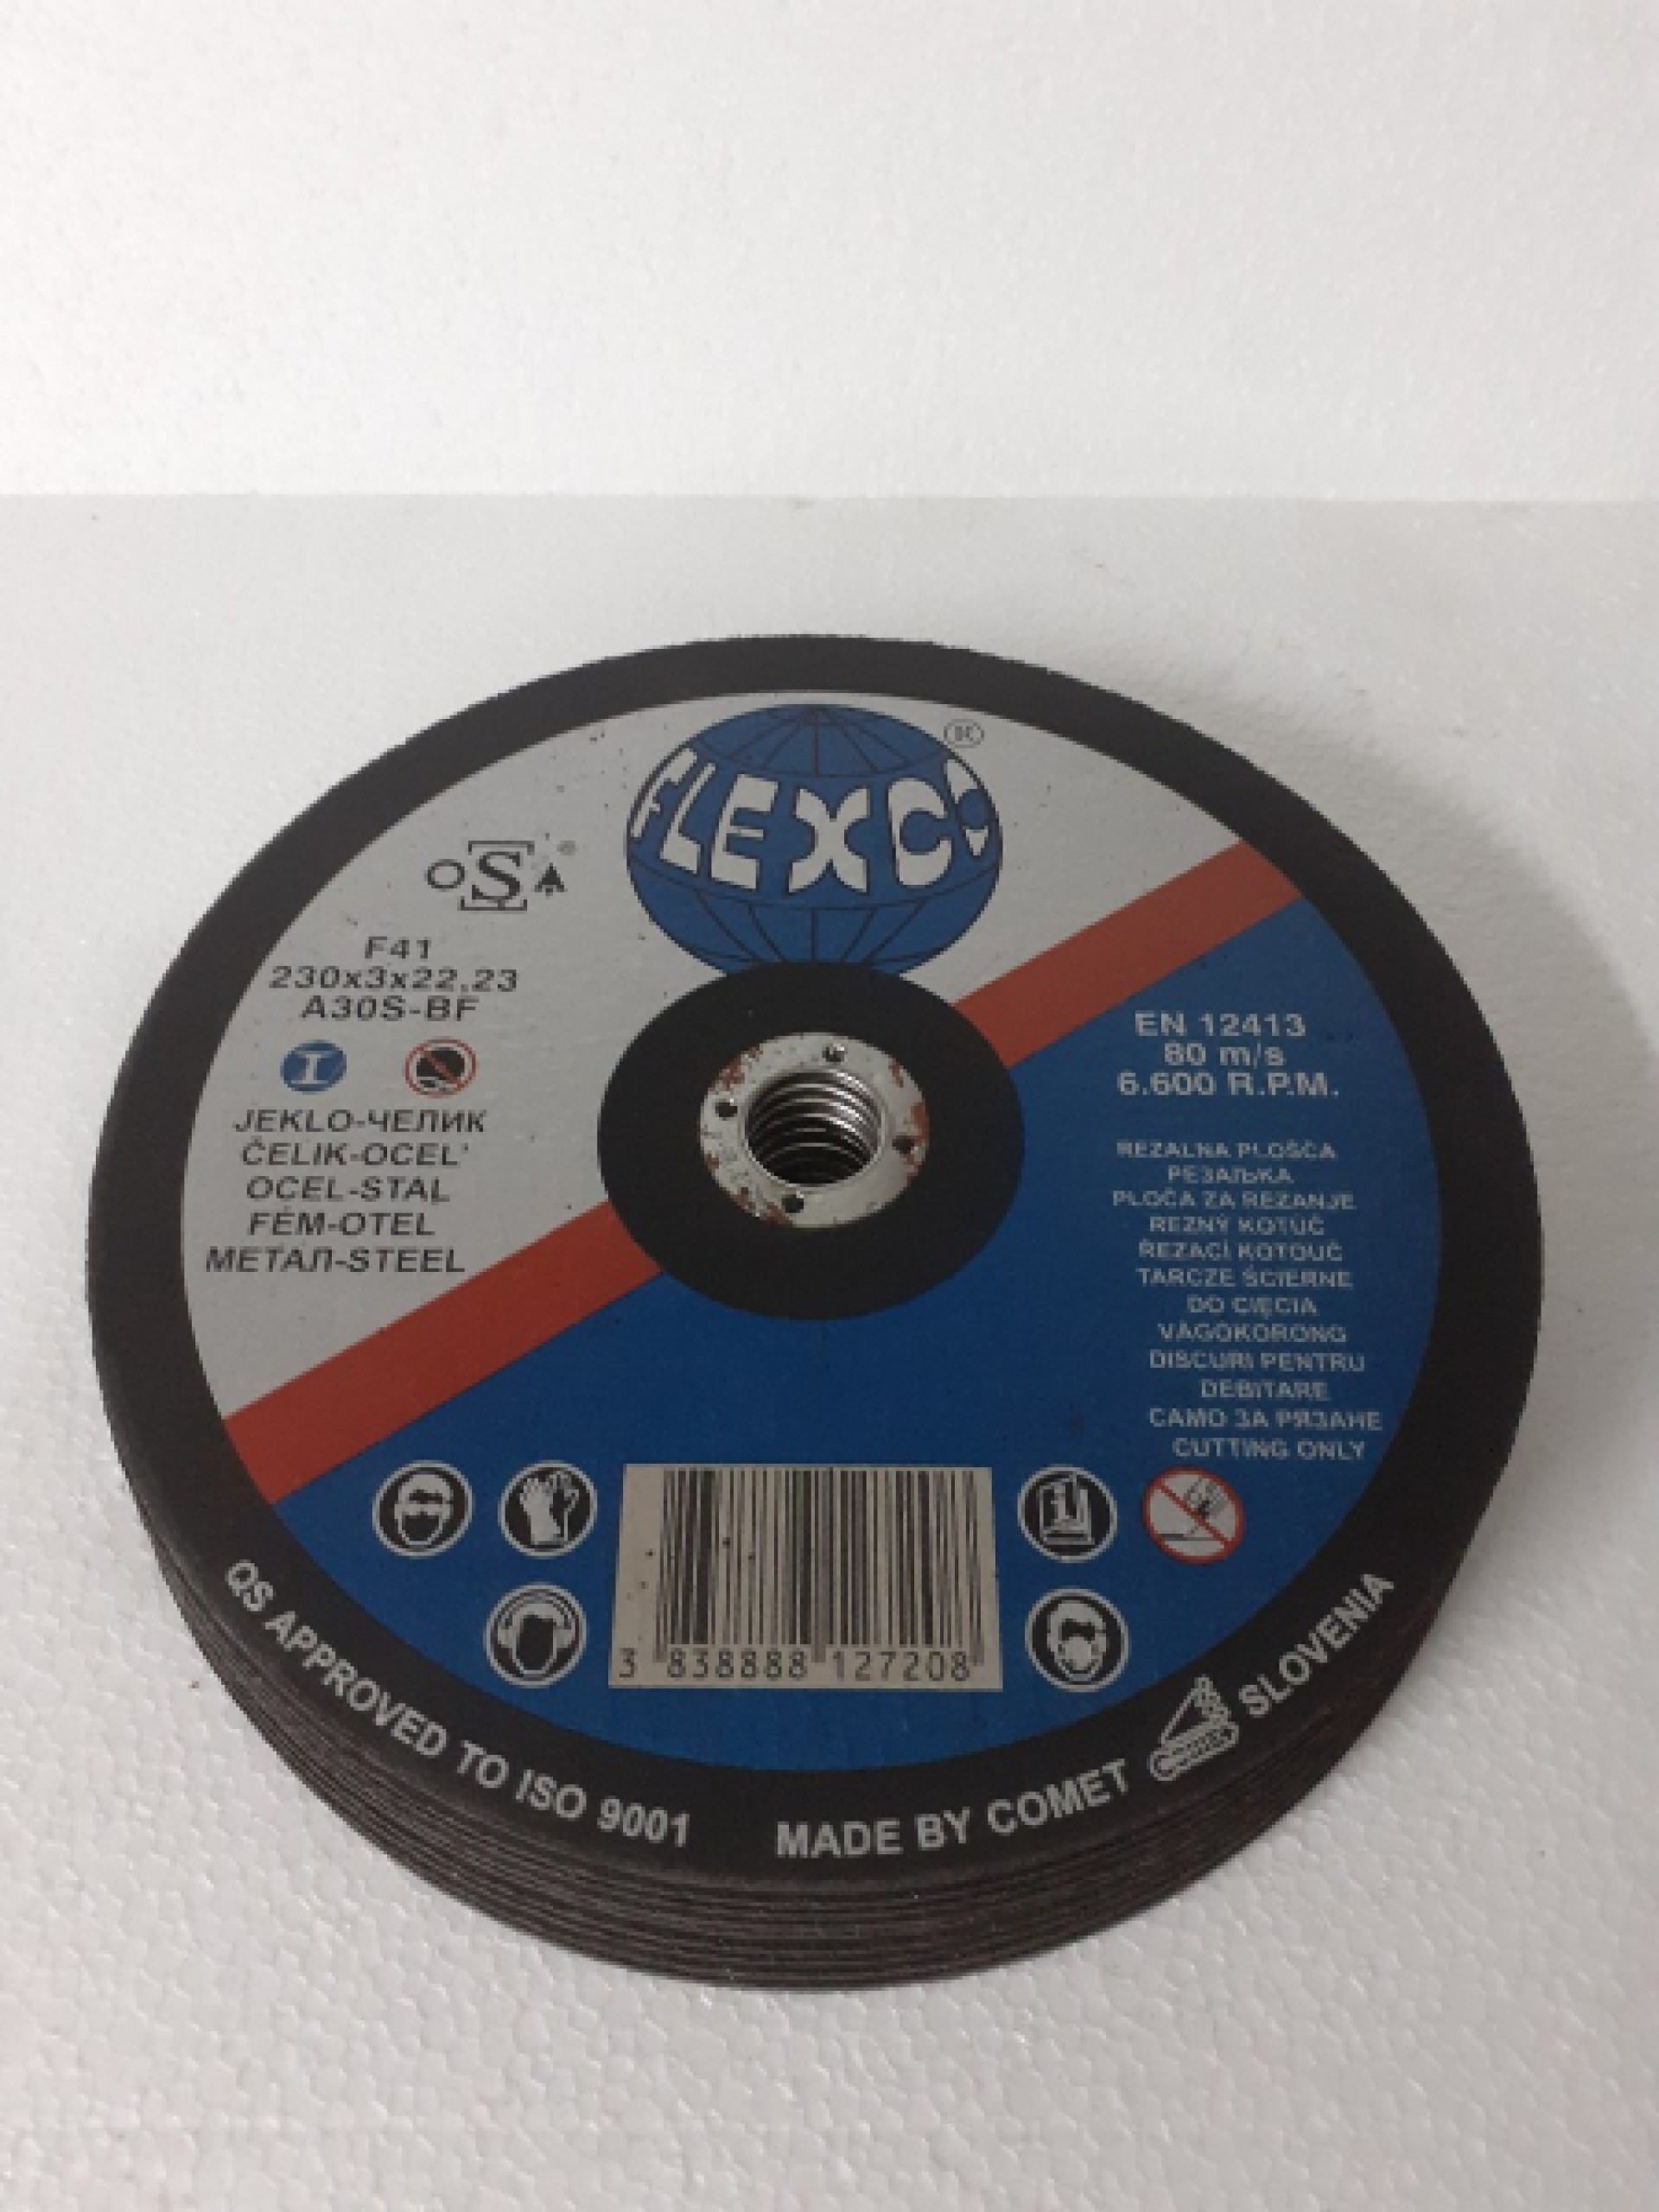 FLEXCO
OSA
F41
230x3x22,23
A30S-BF
JEKLO-ЧЕЛИК
ČELIK-OCEL'
OCEL-STAL
FÉM-OTEL
МЕТАЛ-STEEL
EN 12413
80 m/s
6.600 R.P.M.
REZALNA PLOŠČA
РЕЗАЉКА
PLOČA ZA REZANJE
REZNÝ KOTUČ
ŘEZACÍ KOTOUČ
TARCZE ŚCIERNE
DO CIĘCIA
VÁGÓKORONG
DISCURI PENTRU
DEBITARE
САМО ЗА РЯЗАНЕ
CUTTING ONLY
3 838888 127208
QS APPROVED TO ISO 9001
MADE BY COMET COMET SLOVENIA